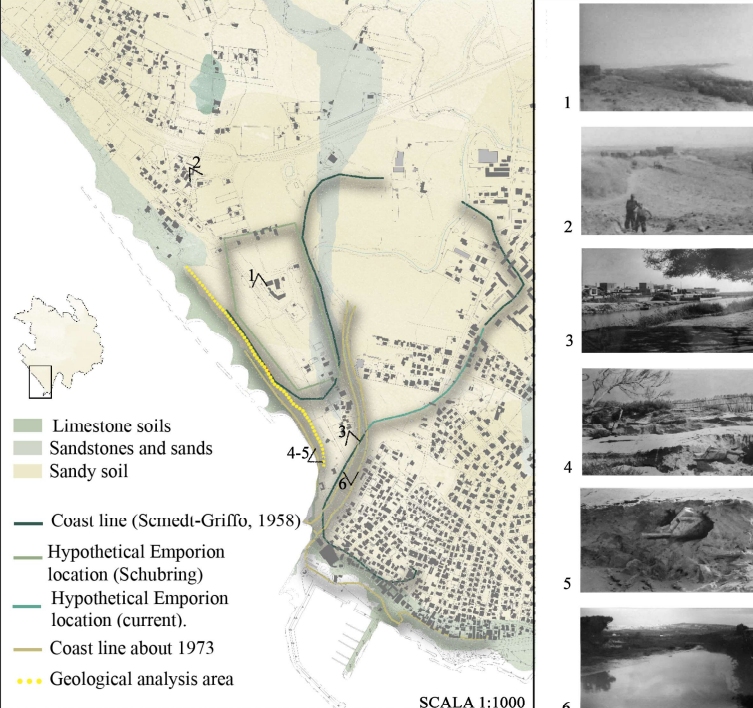 2
1
3
4-5
6
Limestone soils
Sandstones and sands
Sandy soil
Coast line (Scmedt-Griffo, 1958)
Hypothetical Emporion
location (Schubring)
Hypothetical Emporion
location (current).
Coast line about 1973
Geological analysis area
SCALA 1:1000
1
2
3
4
5
6